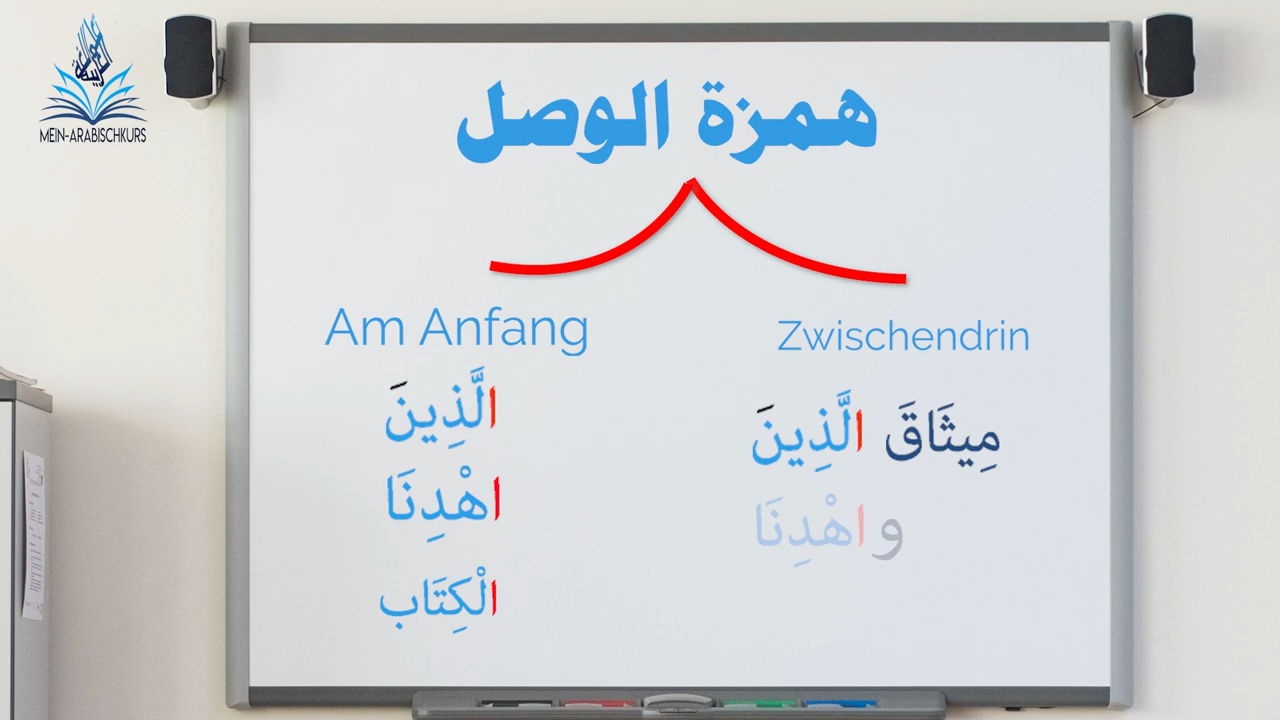 MEIN-ARABISCHKURS
همزة الوصل
Am Anfang
الَّذِينَ
اهْدِنَا
الْكِتَاب
Zwischendrin
مِيثَاقَ الَّذِينَ
واهْدِنَا